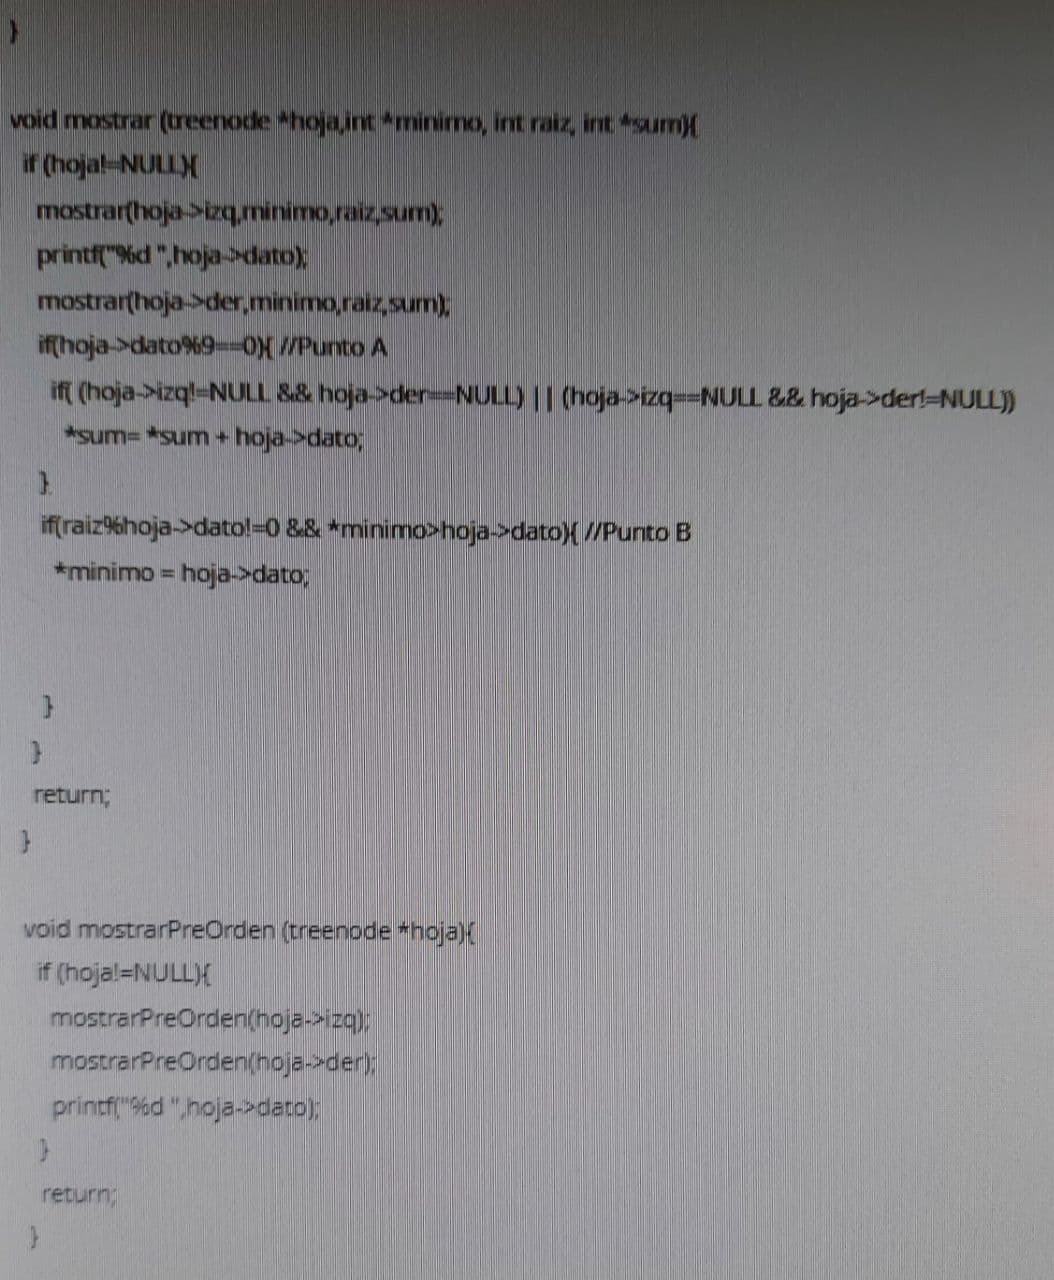 }
void mostrar (treenode *hoja,int *minimo, int raiz, int *sum){
if (hoja!=NULL){
mostrar(hoja->izq,minimo,raiz,sum);
printf("%d ",hoja->dato);
mostrar(hoja->der,minimo,raiz,sum);
if(hoja->dato%9==0){ //Punto A
if( (hoja->izq!=NULL && hoja->der==NULL) || (hoja->izq==NULL && hoja->der!=NULL))
*sum= *sum + hoja->dato;
}
if(raiz%hoja->dato!=0 && *minimo>hoja->dato){ //Punto B
*minimo = hoja->dato;
}
}
return;
}
void mostrarPreOrden (treenode *hoja){
if (hoja!=NULL){
mostrarPreOrden(hoja->izq);
mostrarPreOrden(hoja->der);
printf("%d ",hoja->dato);
}
return;
}